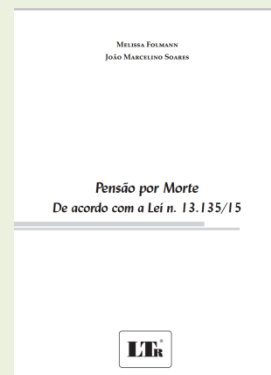 Melissa Folmann
João Marcelino Soares
Pensão por Morte
De acordo com a Lei n. 13.135/15
LTr®